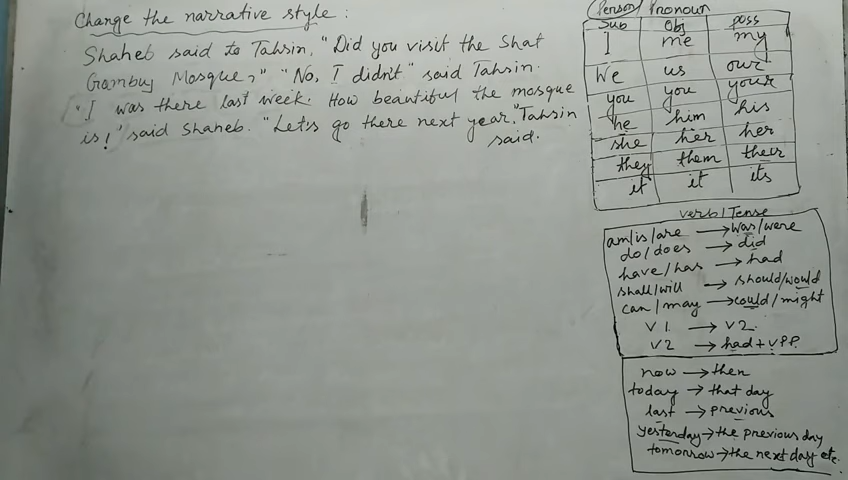 Change the narrative style:
Shaheb said to Tahsin, "Did you visit the Shat
Gombuj Mosque?" "No, I didn't" said Tahsin.
"I was there last week. How beautiful the mosque
is!" said Shaheb. "Let's go there next year," Tahsin
said.
Person/ Pronoun
Sub obj poss
I me my
We us our
you you your
he him his
she her her
they them their
it it its
verb/Tense
am/is/are → was/were
do/does → did
have/has → had
shall/will → should/would
can/may → could/might
V1 → V2.
V2 → had + VPP.
now → then
today → that day
last → previous
yesterday → the previous day
tomorrow → the next day etc.